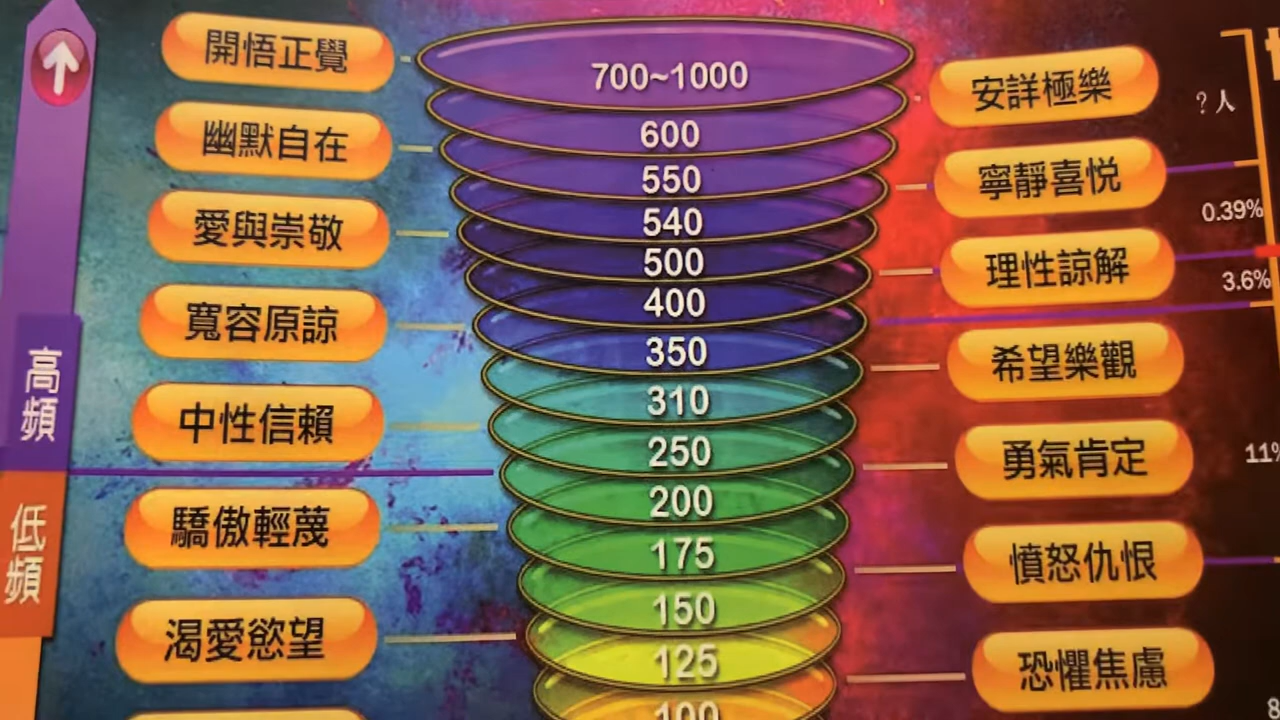 開悟正覺
700~1000
安詳極樂
?人
幽默自在
600
550
寧靜喜悅
0.39%
愛與崇敬
540
500
理性諒解
3.6%
寬容原諒
400
350
希望樂觀
高頻
中性信賴
310
250
勇氣肯定
11%
低頻
驕傲輕蔑
200
175
憤怒仇恨
渴愛慾望
150
125
恐懼焦慮
100